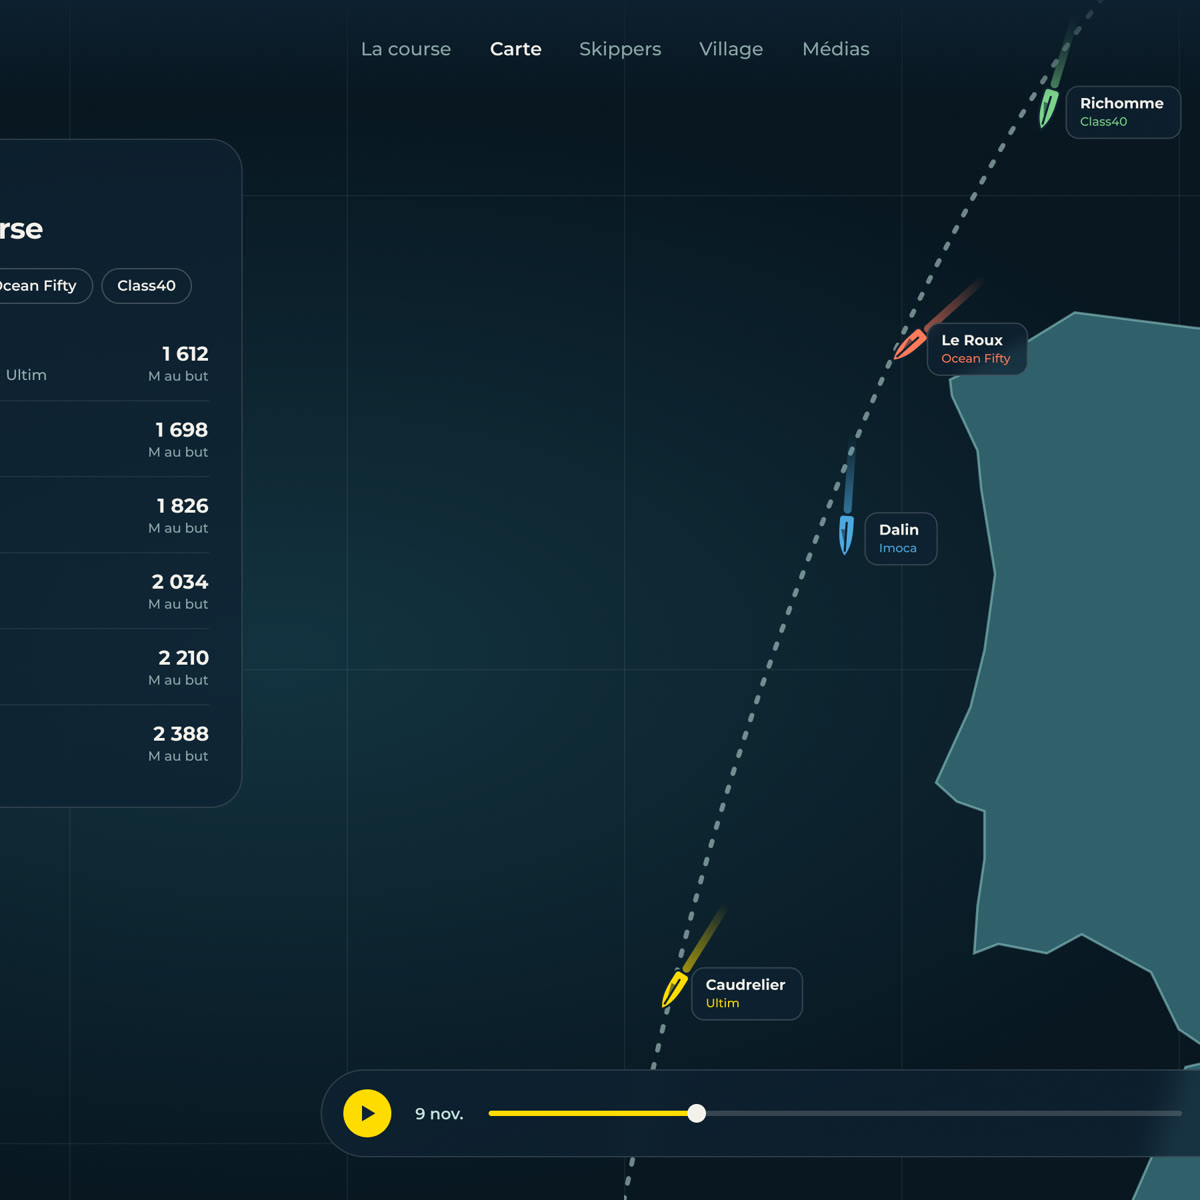 La course Carte Skippers Village Médias
Richomme
Class40
rse
Ocean Fifty Class40
Le Roux
Ocean Fifty
1 612
Ultim M au but
1 698
M au but
1 826
M au but
Dalin
Imoca
2 034
M au but
2 210
M au but
2 388
M au but
Caudrelier
Ultim
9 nov.